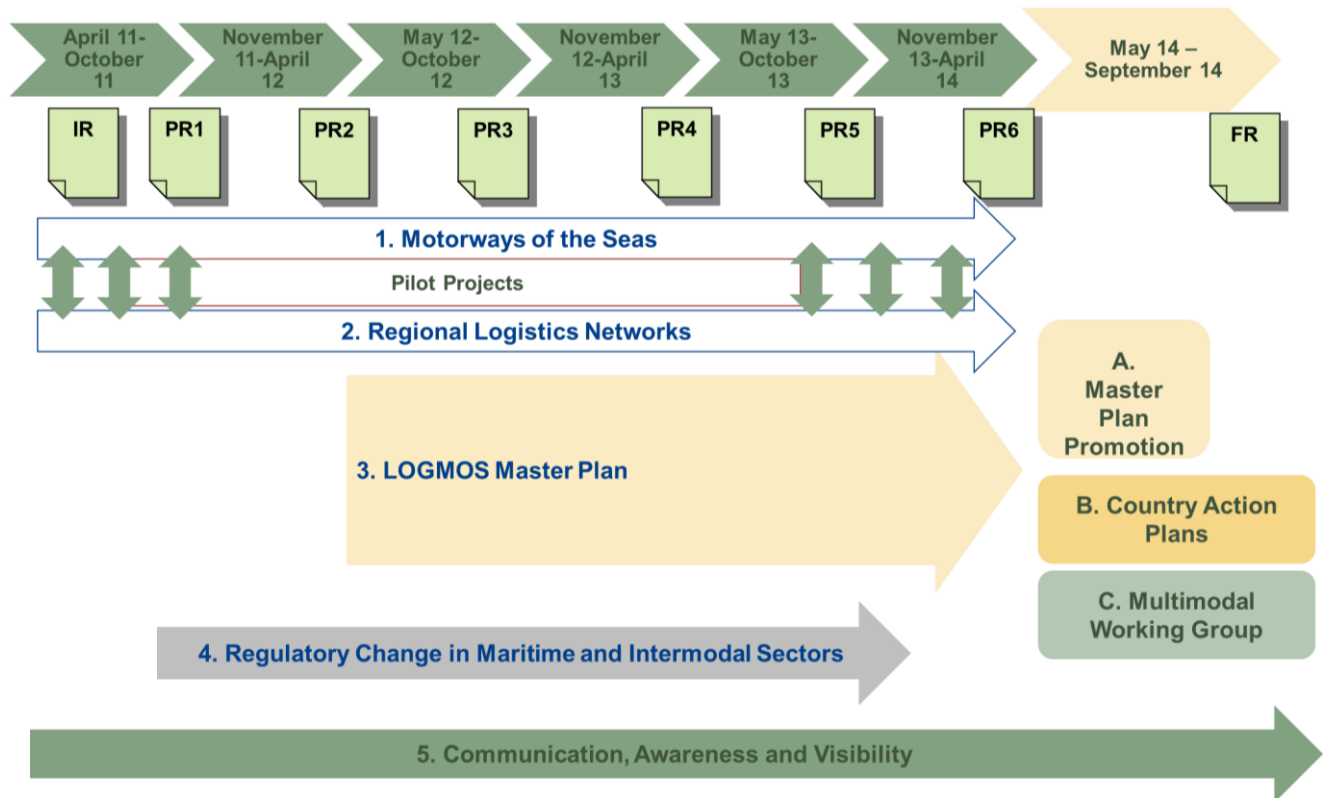 April 11-
October
11
November
11-April
12
May 12-
October
12
November
12-April
13
May 13-
October
13
November
13-April
14
May 14 –
September 14
IR
PR1
PR2
PR3
PR4
PR5
PR6
FR
1. Motorways of the Seas
Pilot Projects
2. Regional Logistics Networks
A.
Master
Plan
Promotion
3. LOGMOS Master Plan
B. Country Action
Plans
C. Multimodal
Working Group
4. Regulatory Change in Maritime and Intermodal Sectors
5. Communication, Awareness and Visibility